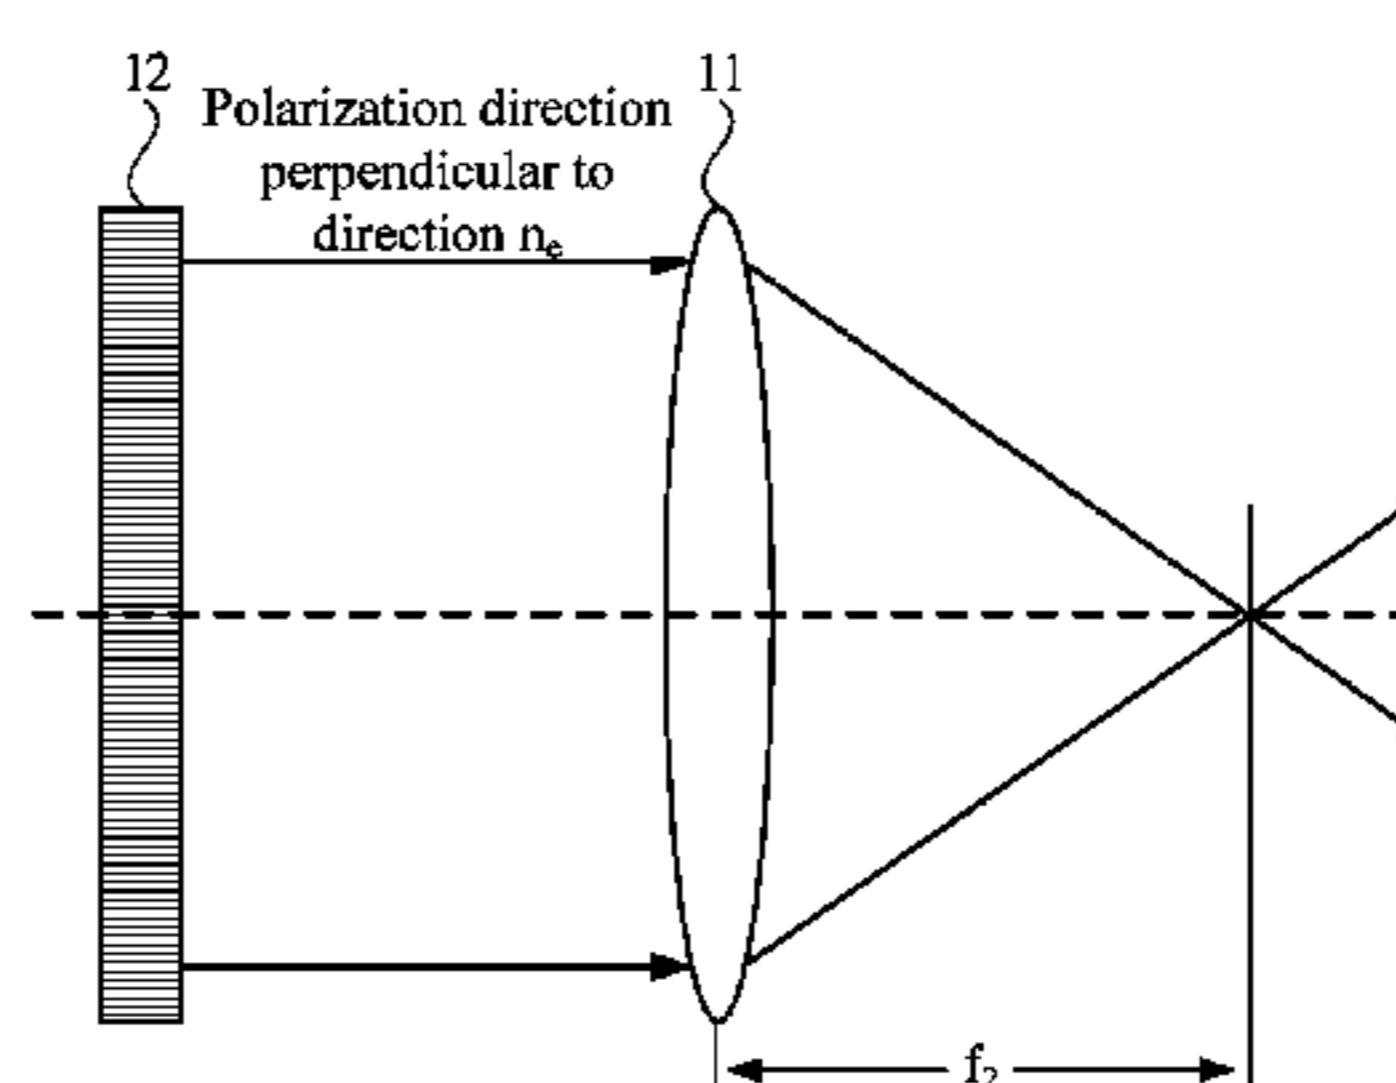 12
11
Polarization direction
perpendicular to
direction nₑ
f₂